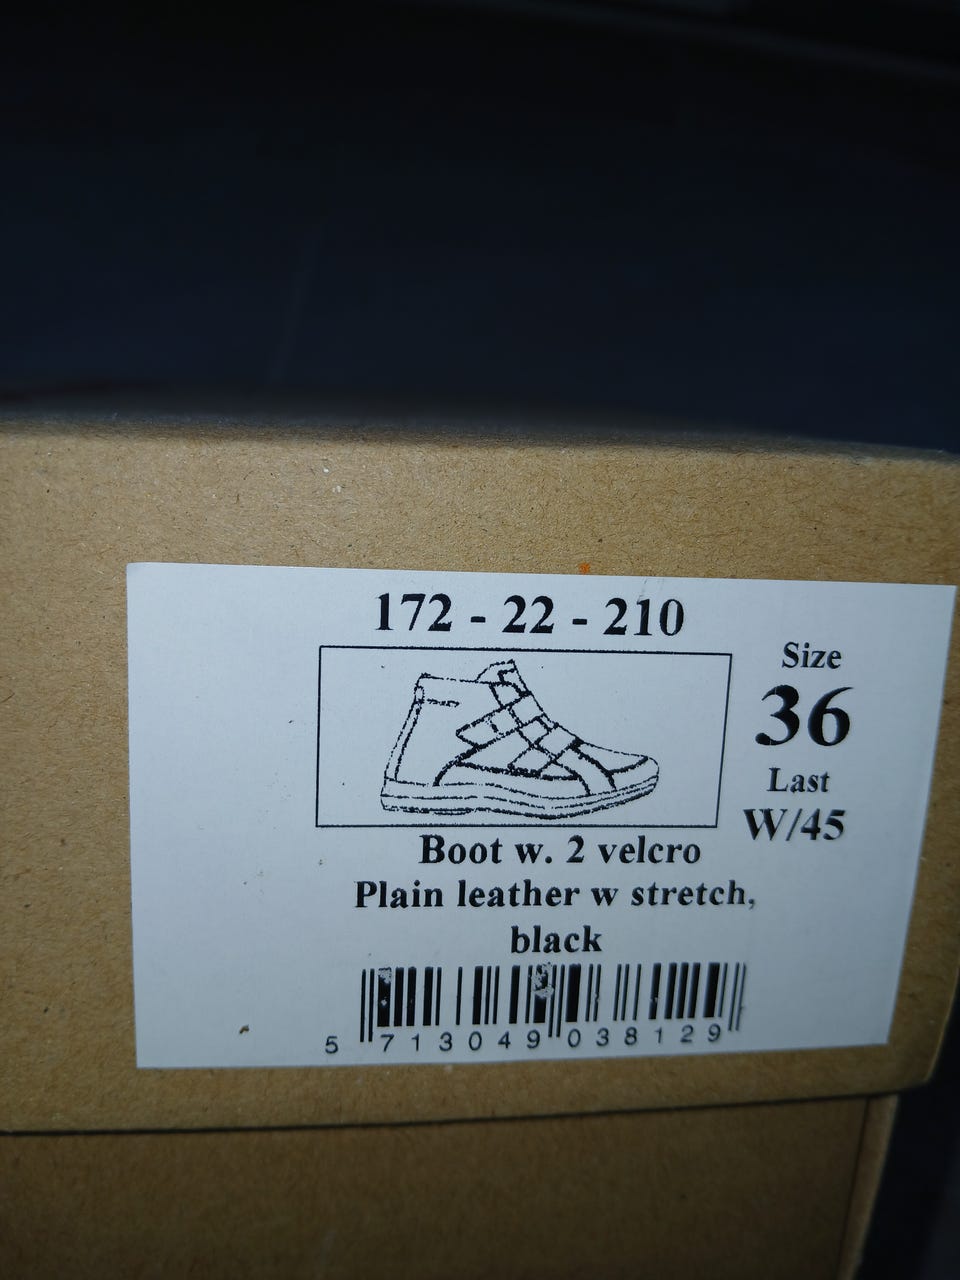 172 - 22 - 210
Size
36
Last
W/45
Boot w. 2 velcro
Plain leather w stretch,
black
5 713049 038129